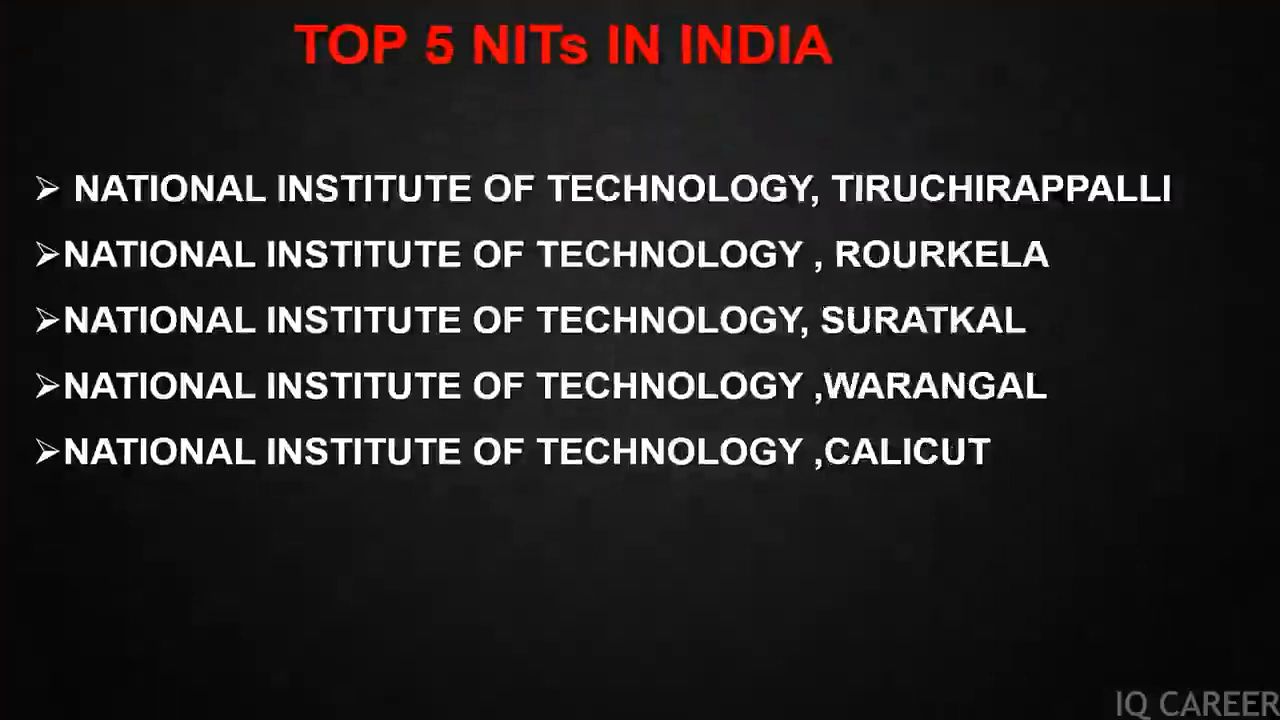 TOP 5 NITs IN INDIA
➢ NATIONAL INSTITUTE OF TECHNOLOGY, TIRUCHIRAPPALLI
➢NATIONAL INSTITUTE OF TECHNOLOGY , ROURKELA
➢NATIONAL INSTITUTE OF TECHNOLOGY, SURATKAL
➢NATIONAL INSTITUTE OF TECHNOLOGY ,WARANGAL
➢NATIONAL INSTITUTE OF TECHNOLOGY ,CALICUT
IQ CAREER